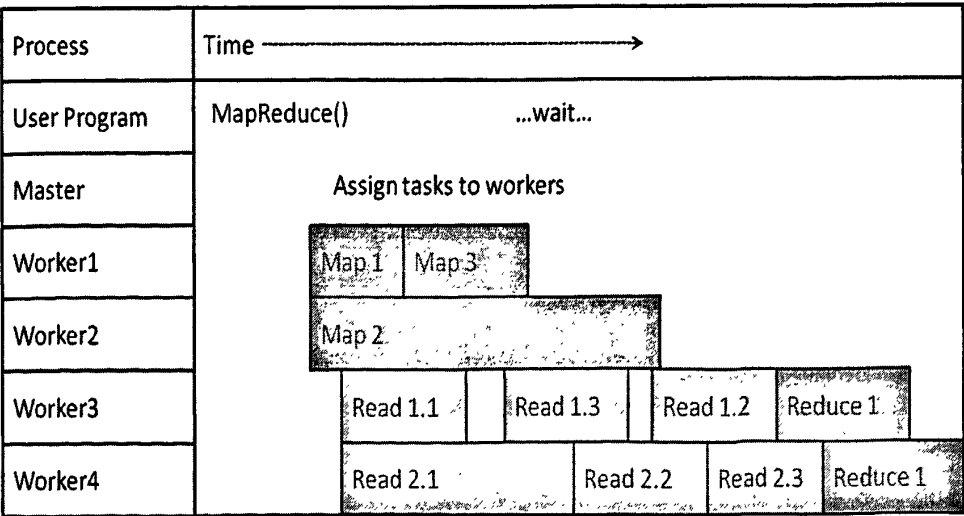 Process Time
User Program MapReduce() ...wait...
Master Assign tasks to workers
Worker1 Map 1 Map 3
Worker2 Map 2
Worker3 Read 1.1 Read 1.3 Read 1.2 Reduce 1
Worker4 Read 2.1 Read 2.2 Read 2.3 Reduce 1